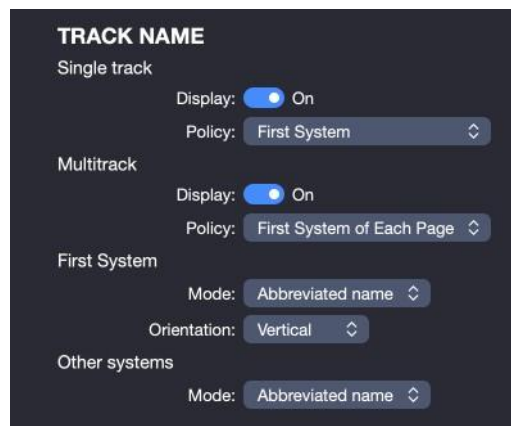 TRACK NAME
Single track
Display: On
Policy: First System
Multitrack
Display: On
Policy: First System of Each Page
First System
Mode: Abbreviated name
Orientation: Vertical
Other systems
Mode: Abbreviated name